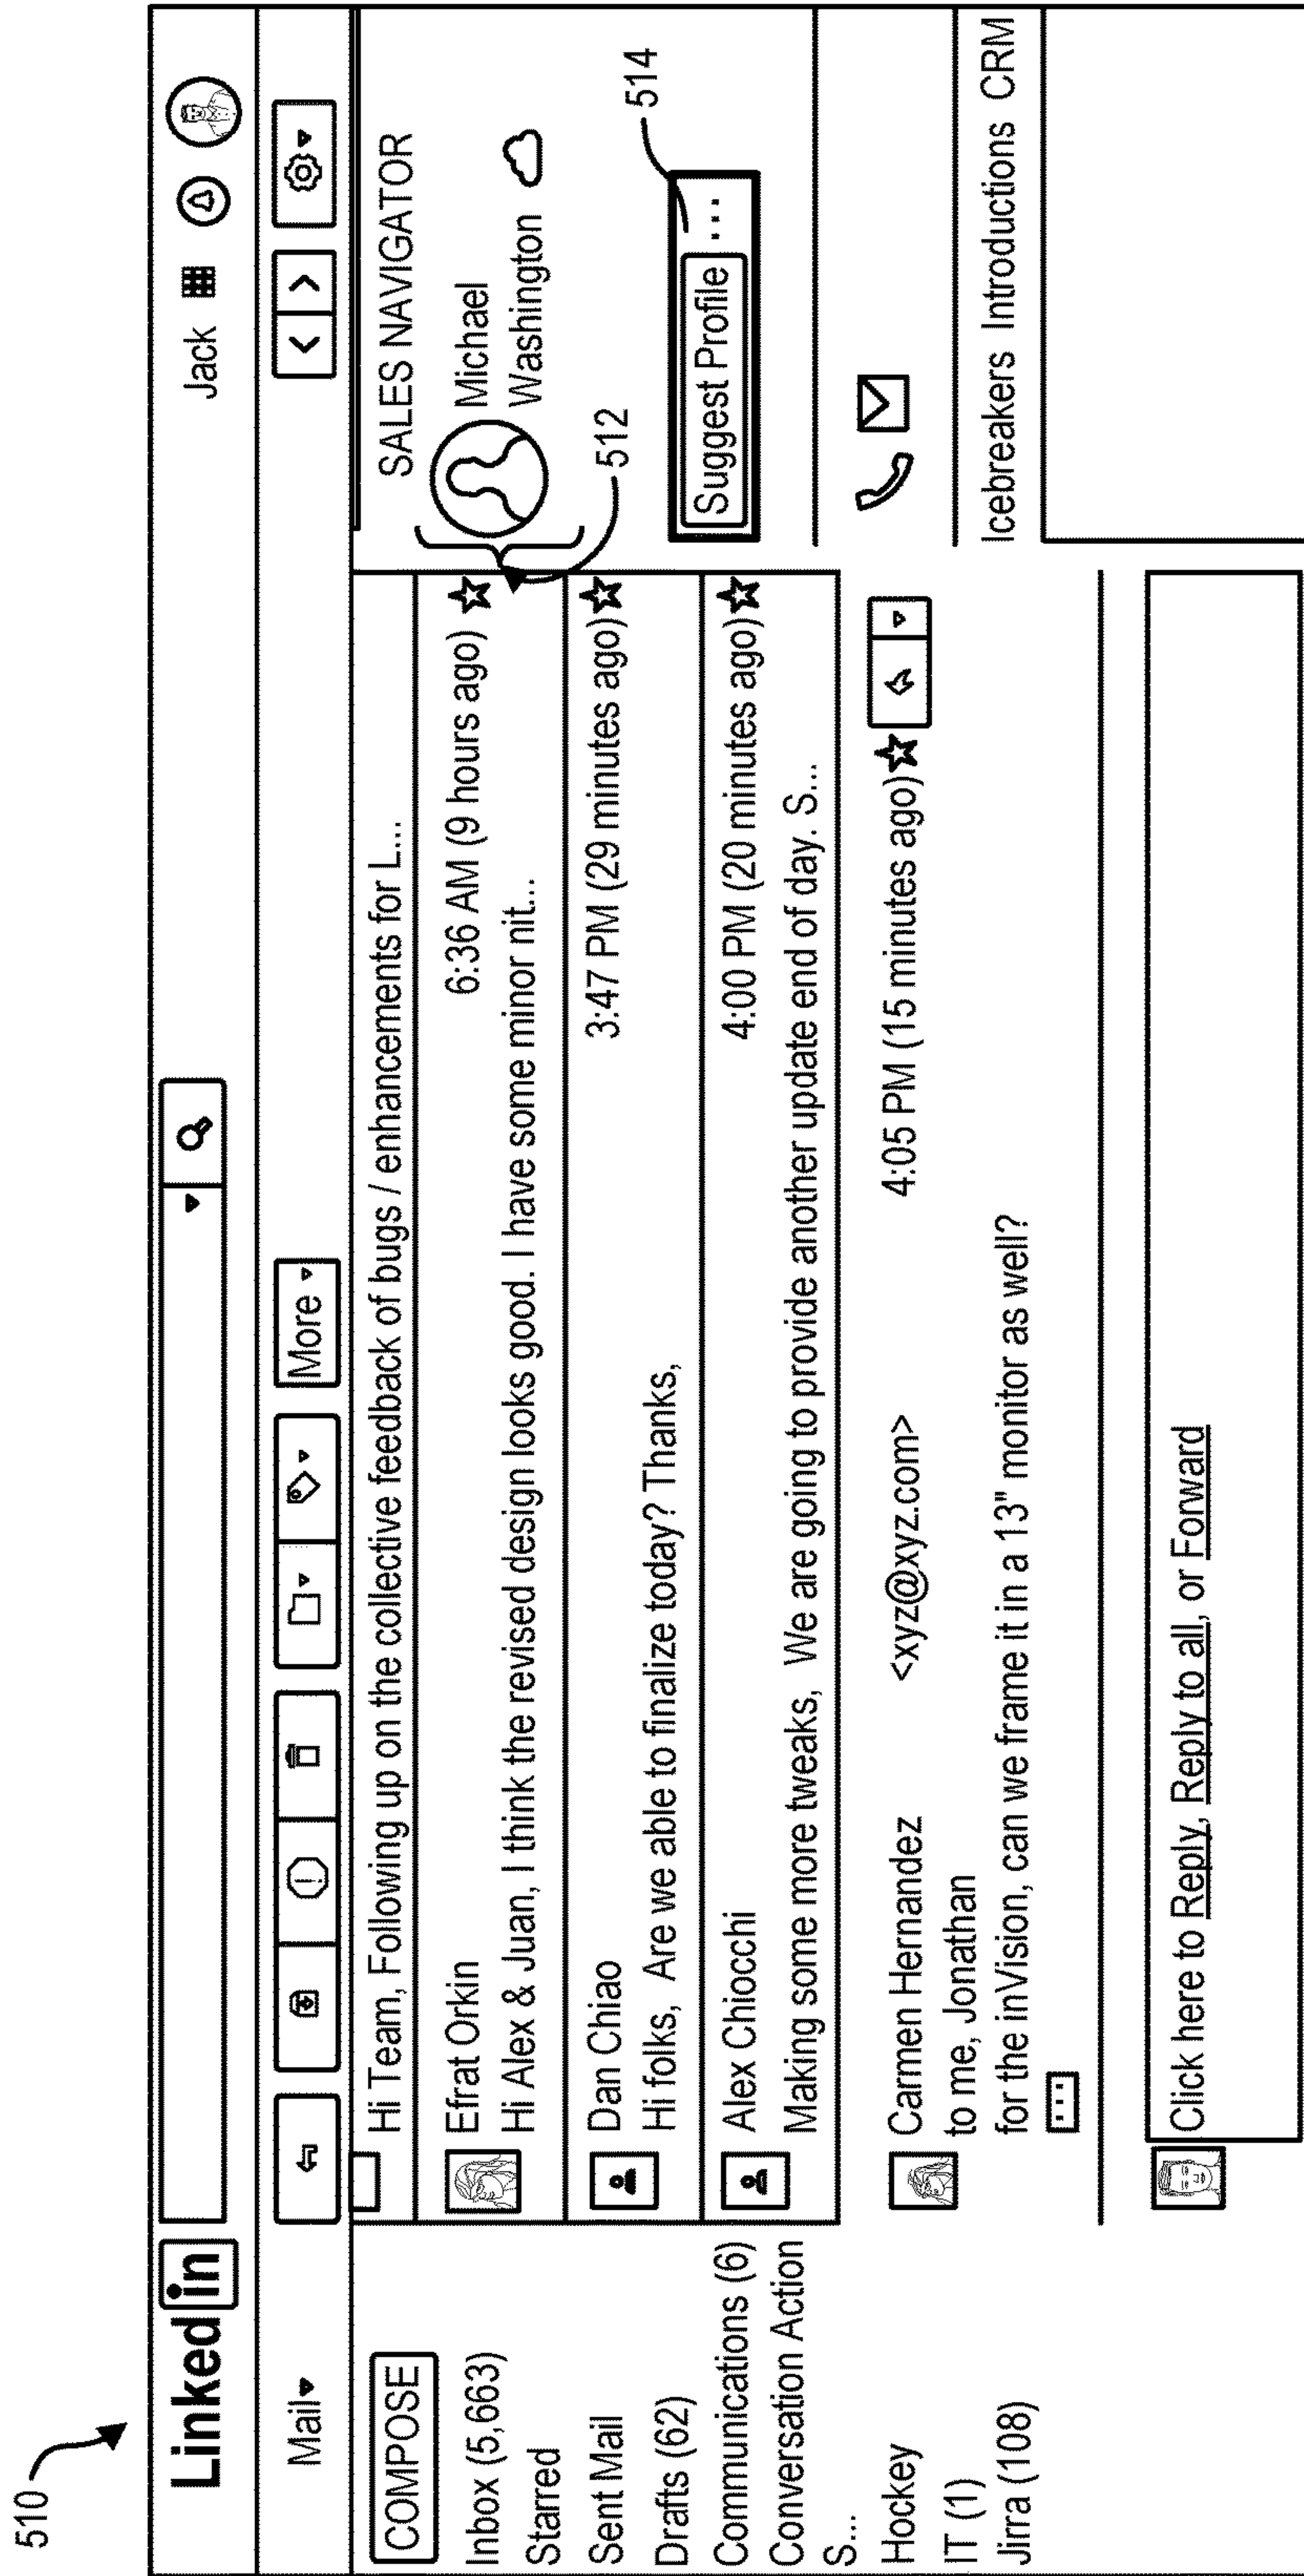 510
Linked in
Jack
Mail
More
COMPOSE
Inbox (5,663)
Starred
Sent Mail
Drafts (62)
Communications (6)
Conversation Action
S...
Hockey
IT (1)
Jirra (108)
Hi Team, Following up on the collective feedback of bugs / enhancements for L...
Efrat Orkin 6:36 AM (9 hours ago)
Hi Alex & Juan, I think the revised design looks good. I have some minor nit...
Dan Chiao 3:47 PM (29 minutes ago)
Hi folks, Are we able to finalize today? Thanks,
Alex Chiocchi 4:00 PM (20 minutes ago)
Making some more tweaks, We are going to provide another update end of day. S...
Carmen Hernandez <xyz@xyz.com> 4:05 PM (15 minutes ago)
to me, Jonathan
for the inVision, can we frame it in a 13" monitor as well?
...
Click here to Reply, Reply to all, or Forward
SALES NAVIGATOR
Michael
Washington
512
Suggest Profile ...
514
Icebreakers Introductions CRM